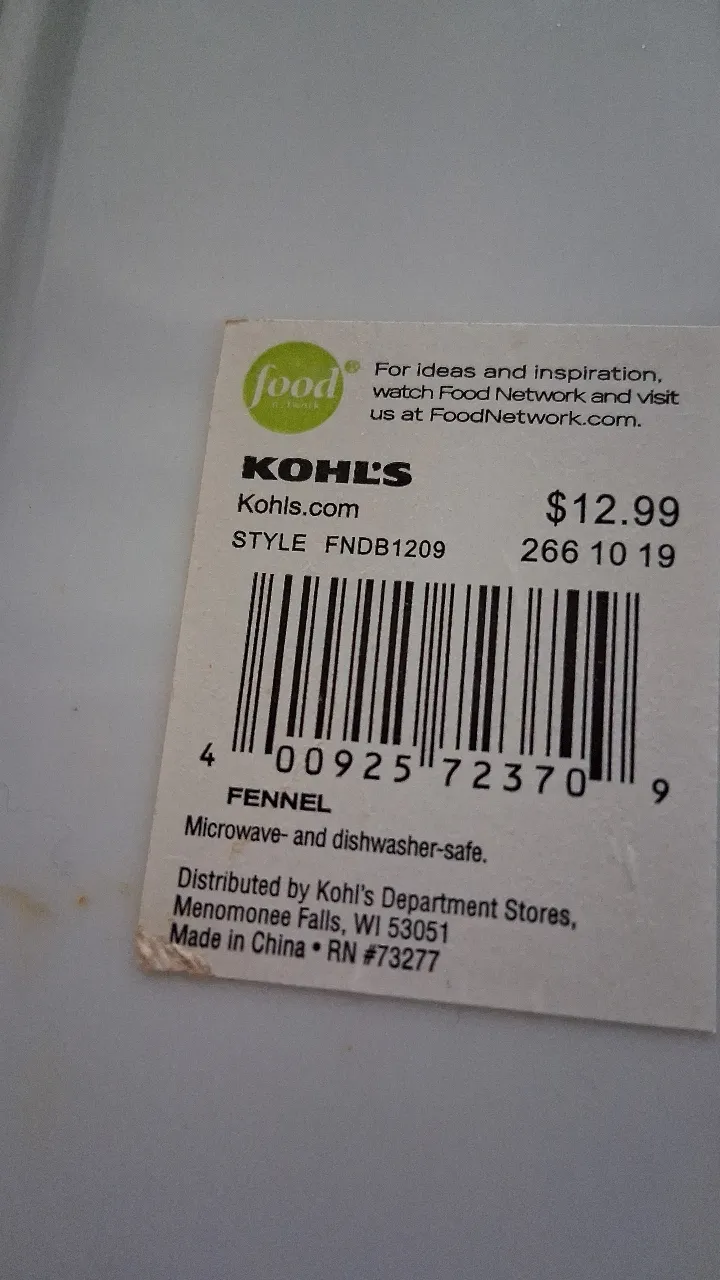 food®
network
For ideas and inspiration,
watch Food Network and visit
us at FoodNetwork.com.
KOHL'S
Kohls.com
$12.99
STYLE FNDB1209
266 10 19
4 00925 72370 9
FENNEL
Microwave- and dishwasher-safe.
Distributed by Kohl's Department Stores,
Menomonee Falls, WI 53051
Made in China • RN #73277